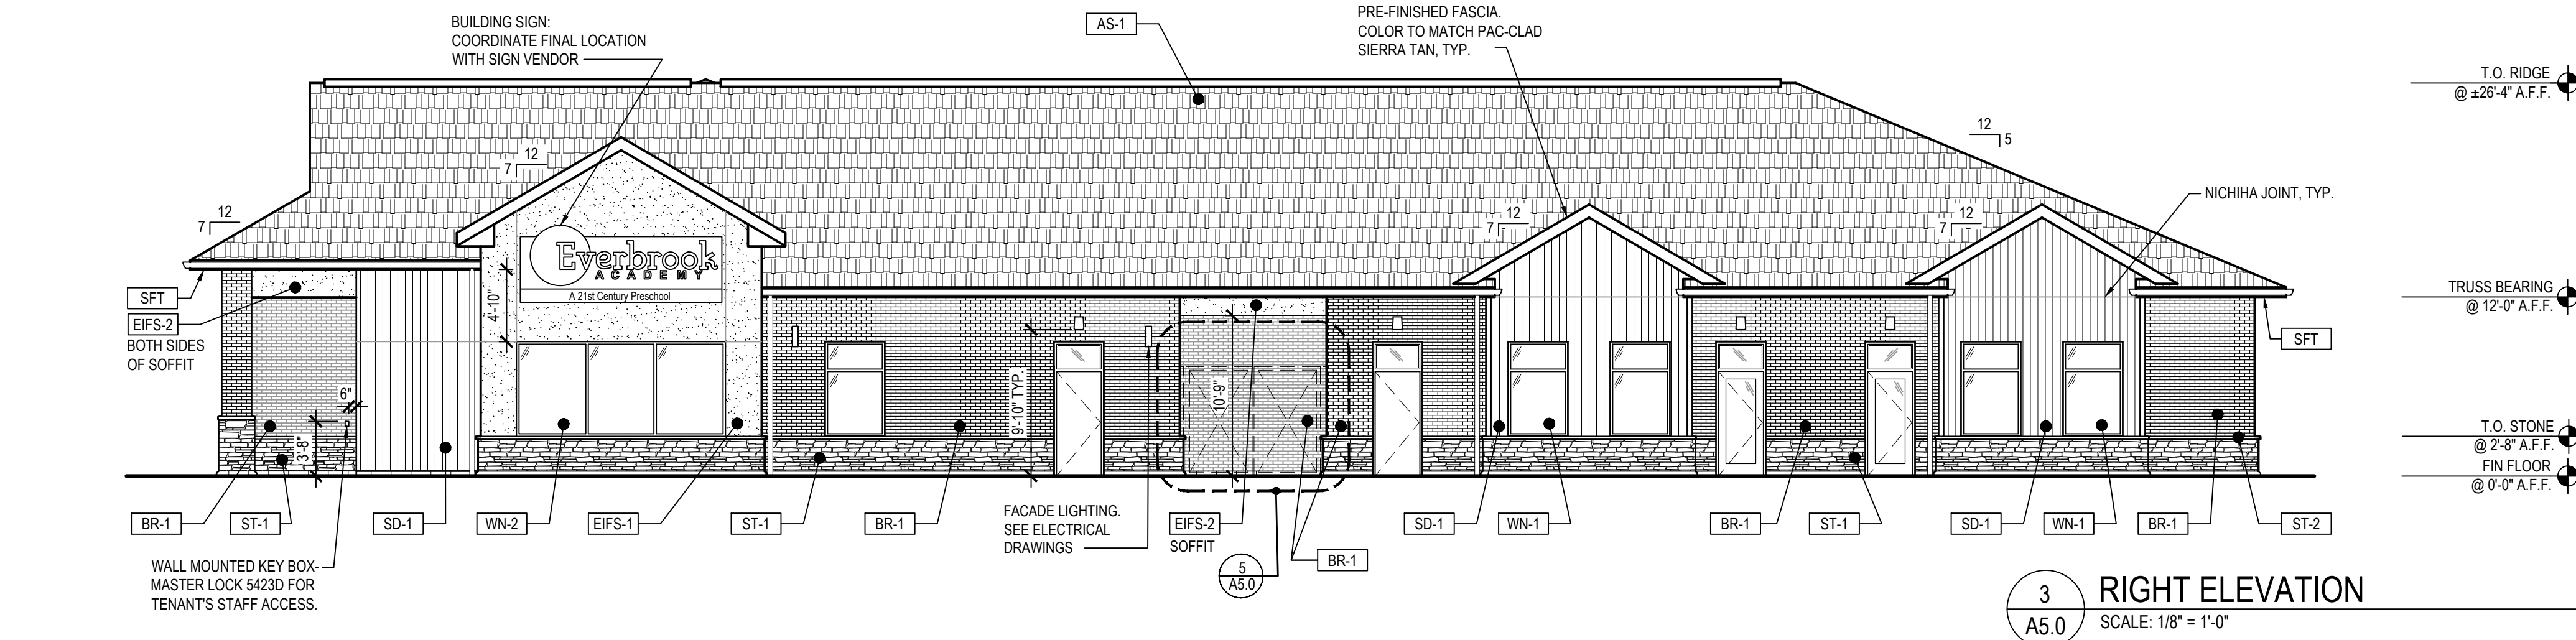 BUILDING SIGN:
COORDINATE FINAL LOCATION
WITH SIGN VENDOR
AS-1
PRE-FINISHED FASCIA.
COLOR TO MATCH PAC-CLAD
SIERRA TAN, TYP.
T.O. RIDGE
@ ±26'-4" A.F.F.
12
5
12
7
12
7
12
7
12
7
NICHIHA JOINT, TYP.
Everbrook
ACADEMY
A 21st Century Preschool
4'-10"
SFT
EIFS-2
BOTH SIDES
OF SOFFIT
TRUSS BEARING
@ 12'-0" A.F.F.
SFT
6"
3'-8"
9'-10" TYP.
10'-9"
T.O. STONE
@ 2'-8" A.F.F.
FIN FLOOR
@ 0'-0" A.F.F.
BR-1
ST-1
SD-1
WN-2
EIFS-1
ST-1
BR-1
FACADE LIGHTING.
SEE ELECTRICAL
DRAWINGS
EIFS-2
SOFFIT
BR-1
SD-1
WN-1
BR-1
ST-1
SD-1
WN-1
BR-1
ST-2
WALL MOUNTED KEY BOX-
MASTER LOCK 5423D FOR
TENANT'S STAFF ACCESS.
5
A5.0
3
A5.0
RIGHT ELEVATION
SCALE: 1/8" = 1'-0"